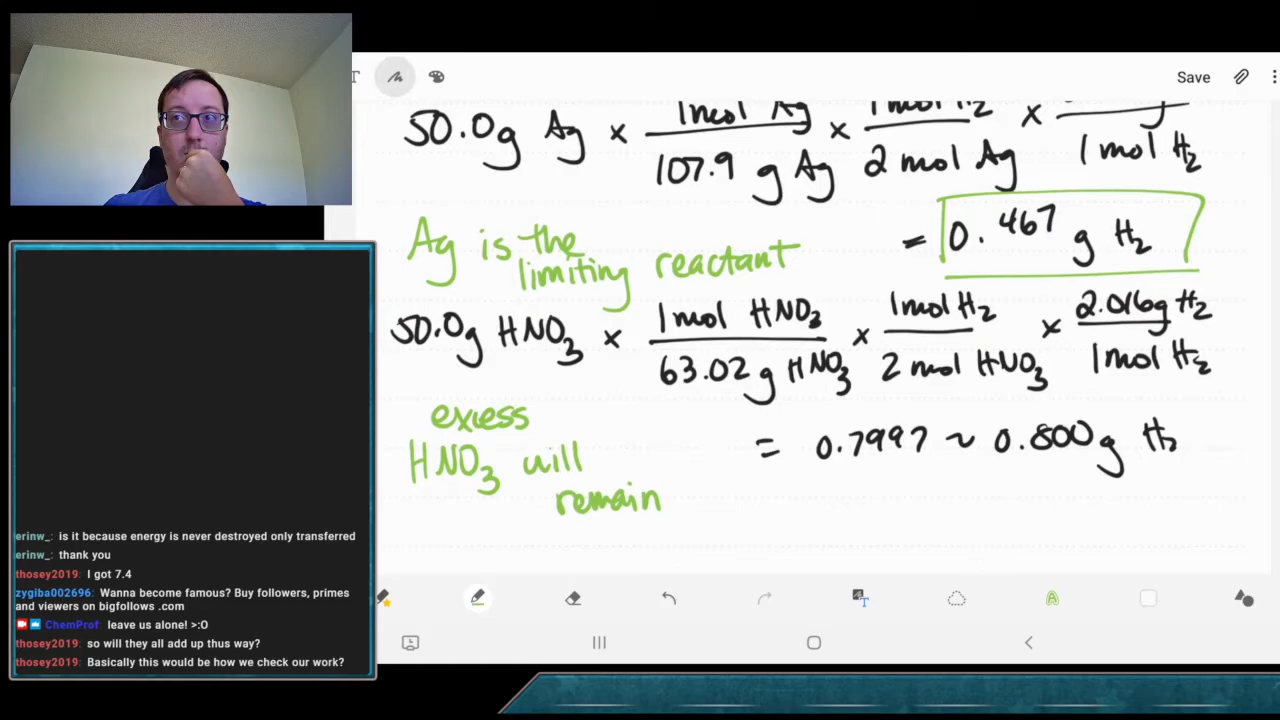 T
Save
50.0g Ag × 1mol Ag / 107.9 g Ag × 1mol H2 / 2 mol Ag × g / 1 mol H2
= 0.467 g H2
Ag is the
limiting reactant
50.0g HNO3 × 1mol HNO3 / 63.02 g HNO3 × 1mol H2 / 2 mol HNO3 × 2.016g H2 / 1mol H2
= 0.7997 ~ 0.800g H2
exess
HNO3 will
remain
erinw_: is it because energy is never destroyed only transferred
erinw_: thank you
thosey2019: I got 7.4
zygiba002696: Wanna become famous? Buy followers, primes
and viewers on bigfollows .com
ChemProf: leave us alone! >:O
thosey2019: so will they all add up thus way?
thosey2019: Basically this would be how we check our work?
T
A